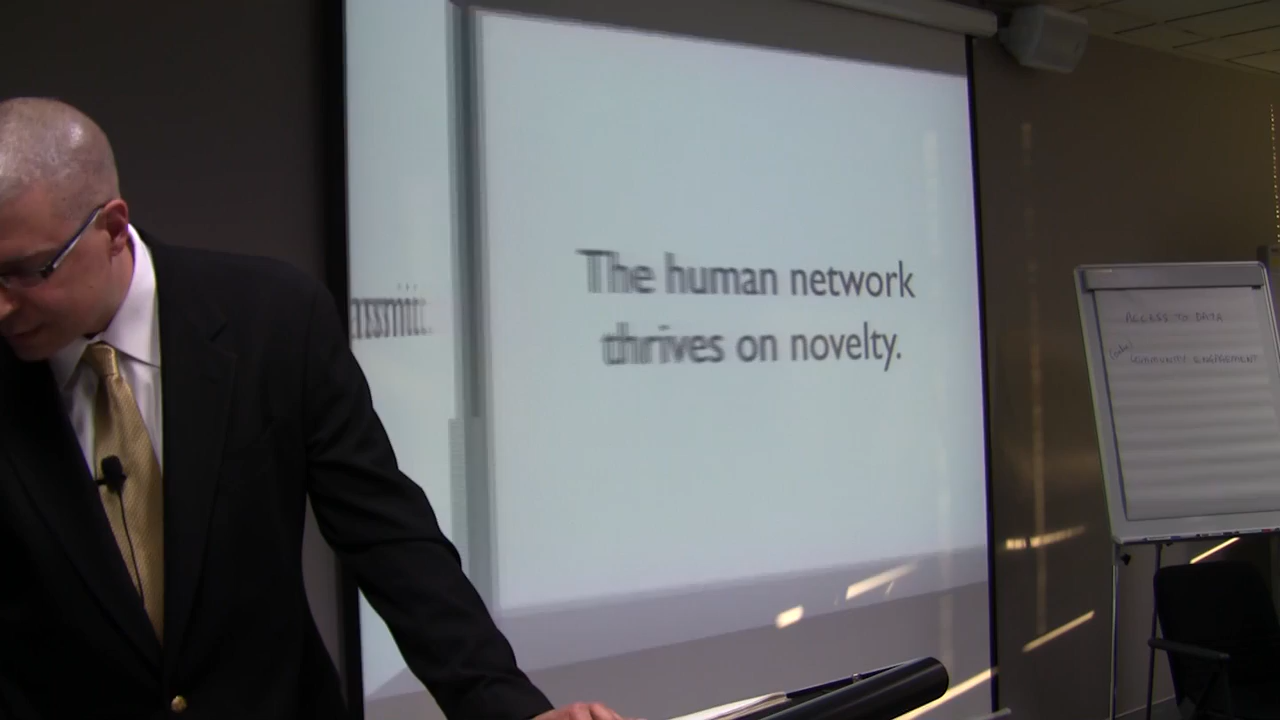 The human network
thrives on novelty.
ACCESS TO DATA
COMMUNITY ENGAGEMENT